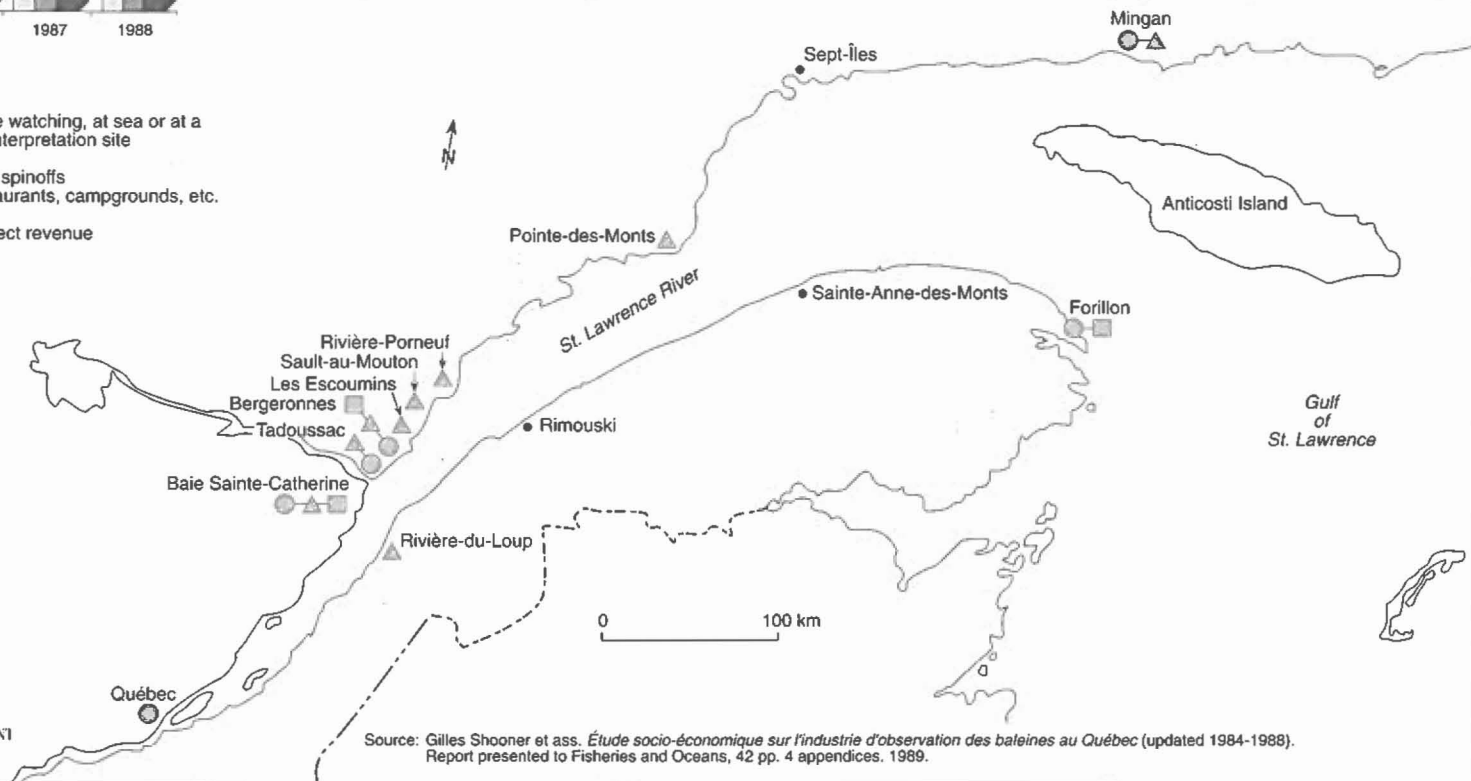 1987 1988
watching, at sea or at a
interpretation site
spinoffs
campgrounds, etc.
revenue
Mingan
Sept-Îles
N
Anticosti Island
Pointe-des-Monts
St. Lawrence River
Sainte-Anne-des-Monts
Forillon
Rivière-Porneuf
Sault-au-Mouton
Les Escoumins
Bergeronnes
Tadoussac
Rimouski
Gulf
of
St. Lawrence
Baie Sainte-Catherine
Rivière-du-Loup
0 100 km
Québec
Source: Gilles Shooner et ass. Étude socio-économique sur l'industrie d'observation des baleines au Québec (updated 1984-1988).
Report presented to Fisheries and Oceans, 42 pp. 4 appendices. 1989.